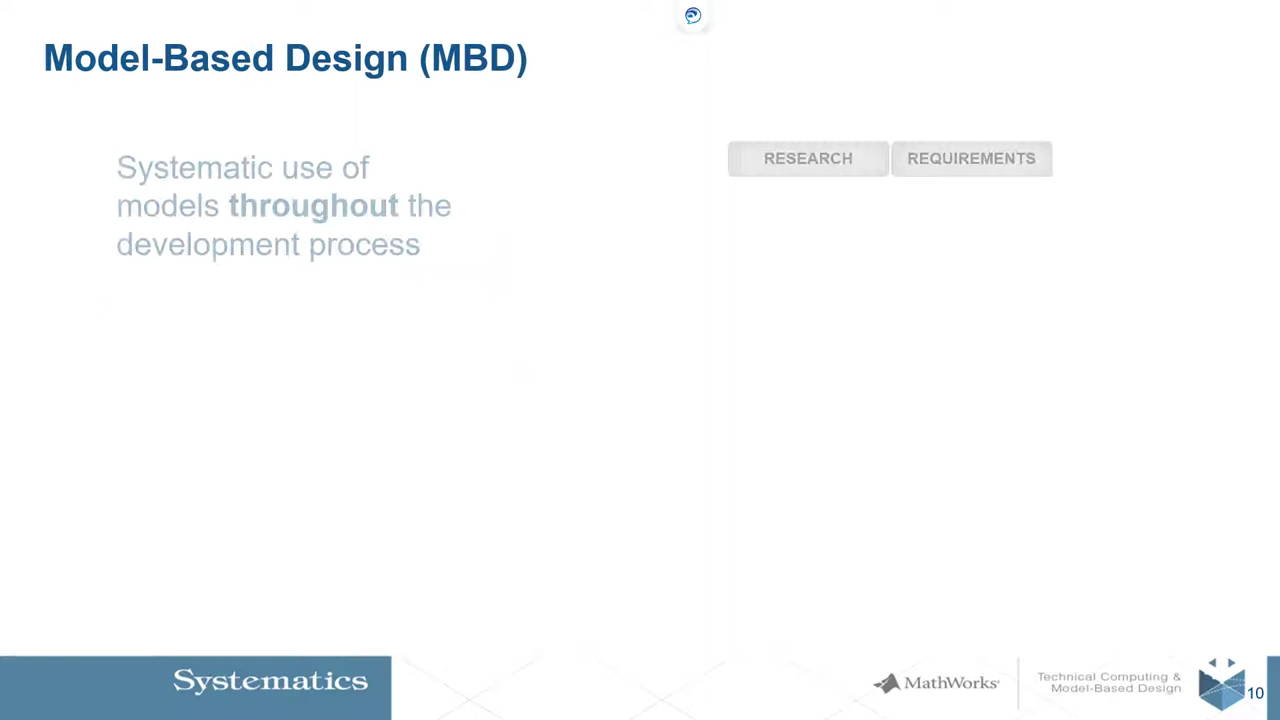 Model-Based Design (MBD)
Systematic use of
models throughout the
development process
RESEARCH
REQUIREMENTS
Systematics
MathWorks
Technical Computing &
Model-Based Design
10